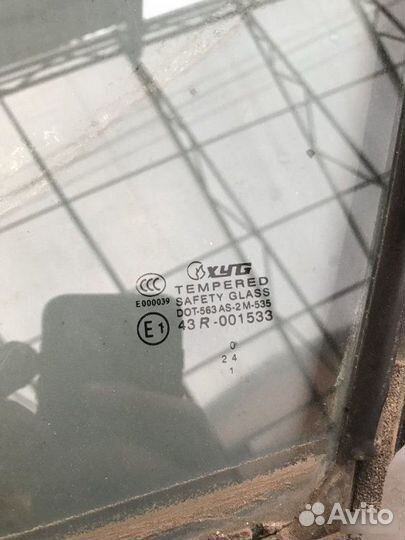 XYG
CCC
TEMPERED
E000039
SAFETY GLASS
DOT-563 AS-2 M-535
E1
43 R-001533
0
2 4
1
Avito